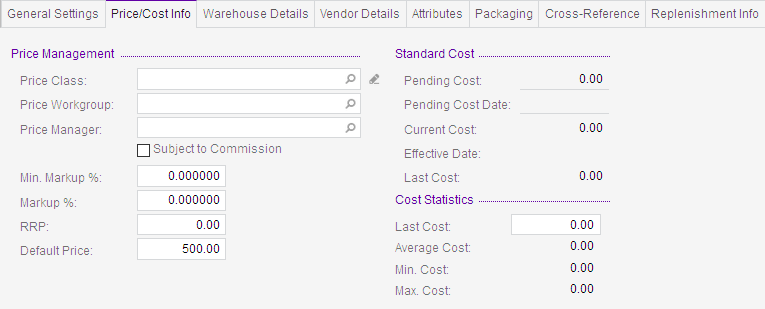 General Settings Price/Cost Info Warehouse Details Vendor Details Attributes Packaging Cross-Reference Replenishment Info
Price Management
Price Class:
Price Workgroup:
Price Manager:
Subject to Commission
Min. Markup %: 0.000000
Markup %: 0.000000
RRP: 0.00
Default Price: 500.00
Standard Cost
Pending Cost: 0.00
Pending Cost Date:
Current Cost: 0.00
Effective Date:
Last Cost: 0.00
Cost Statistics
Last Cost: 0.00
Average Cost: 0.00
Min. Cost: 0.00
Max. Cost: 0.00